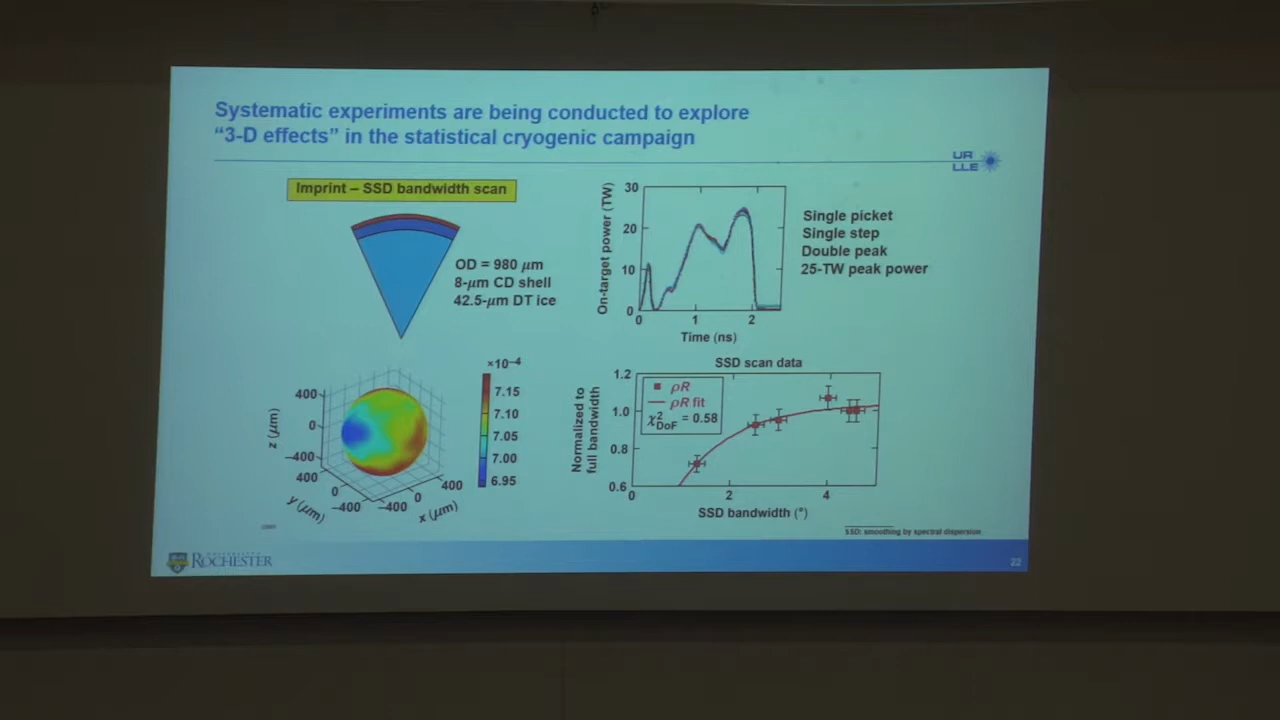 Systematic experiments are being conducted to explore
“3-D effects” in the statistical cryogenic campaign
UR
LLE
Imprint – SSD bandwidth scan
OD = 980 µm
8-µm CD shell
42.5-µm DT ice
On-target power (TW)
30
20
10
0
0 1 2
Time (ns)
Single picket
Single step
Double peak
25-TW peak power
×10⁻⁴
7.15
7.10
7.05
7.00
6.95
z (µm)
400
0
−400
400
0
−400
y (µm)
−400
0
400
x (µm)
SSD scan data
Normalized to
full bandwidth
1.2
1.0
0.8
0.6
ρR
ρR fit
χ²DoF = 0.58
0 2 4
SSD bandwidth (°)
SSD: smoothing by spectral dispersion
UNIVERSITY of
ROCHESTER
22